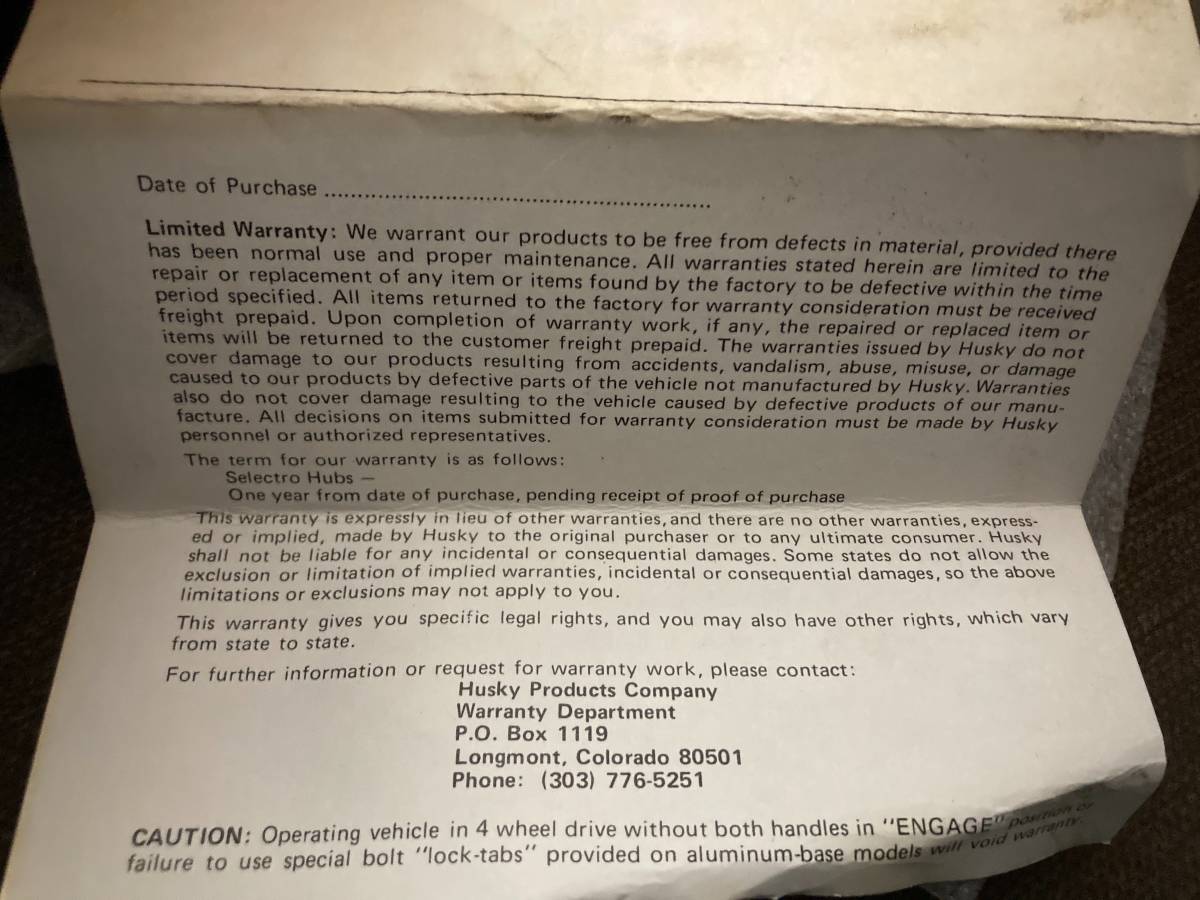 Date of Purchase ............................................................
Limited Warranty: We warrant our products to be free from defects in material, provided there
has been normal use and proper maintenance. All warranties stated herein are limited to the
repair or replacement of any item or items found by the factory to be defective within the time
period specified. All items returned to the factory for warranty consideration must be received
freight prepaid. Upon completion of warranty work, if any, the repaired or replaced item or
items will be returned to the customer freight prepaid. The warranties issued by Husky do not
cover damage to our products resulting from accidents, vandalism, abuse, misuse, or damage
caused to our products by defective parts of the vehicle not manufactured by Husky. Warranties
also do not cover damage resulting to the vehicle caused by defective products of our manu-
facture. All decisions on items submitted for warranty consideration must be made by Husky
personnel or authorized representatives.
The term for our warranty is as follows:
Selectro Hubs —
One year from date of purchase, pending receipt of proof of purchase
This warranty is expressly in lieu of other warranties, and there are no other warranties, express-
ed or implied, made by Husky to the original purchaser or to any ultimate consumer. Husky
shall not be liable for any incidental or consequential damages. Some states do not allow the
exclusion or limitation of implied warranties, incidental or consequential damages, so the above
limitations or exclusions may not apply to you.
This warranty gives you specific legal rights, and you may also have other rights, which vary
from state to state.
For further information or request for warranty work, please contact:
Husky Products Company
Warranty Department
P.O. Box 1119
Longmont, Colorado 80501
Phone: (303) 776-5251
CAUTION: Operating vehicle in 4 wheel drive without both handles in "ENGAGE" position or
failure to use special bolt "lock-tabs" provided on aluminum-base models will void warranty.